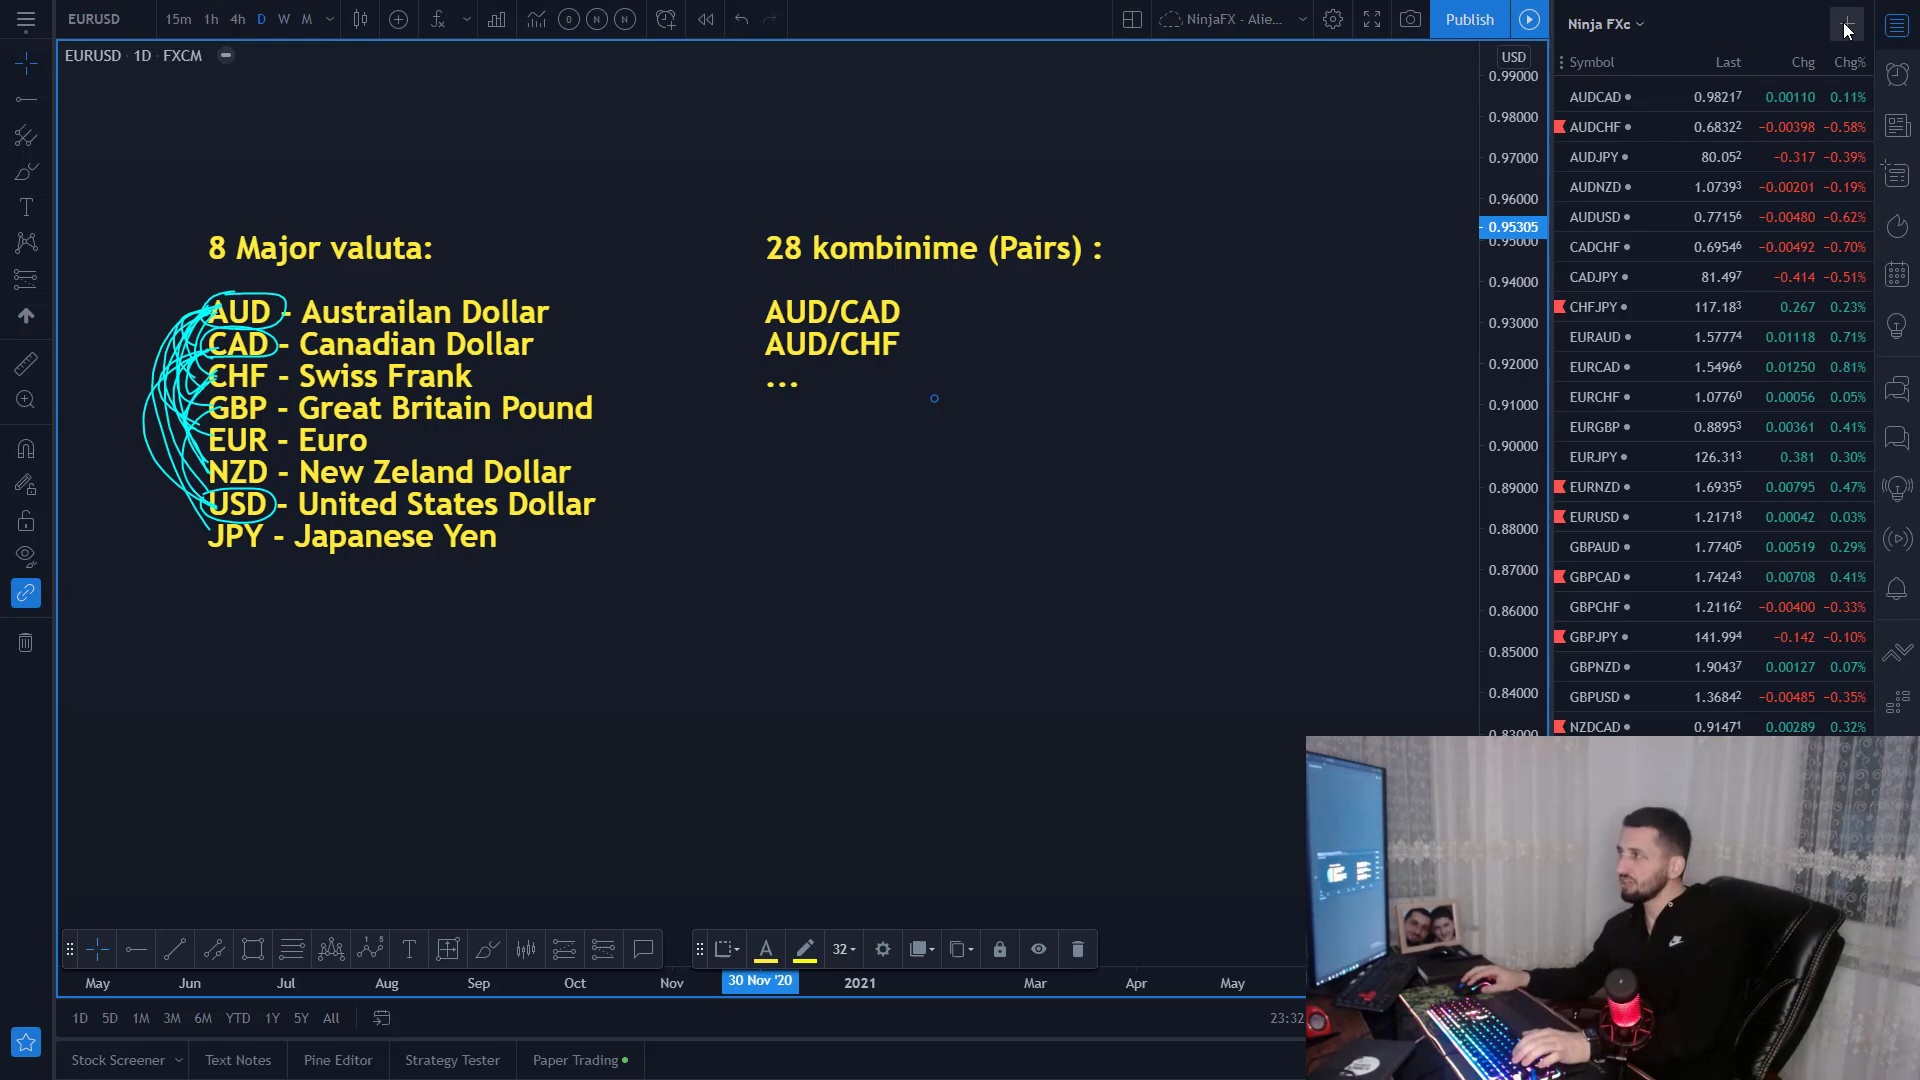 EURUSD 15m 1h 4h D W M
NinjaFX - Alie...
Publish
Ninja FXc
EURUSD · 1D · FXCM
USD
Symbol Last Chg Chg%
AUDCAD 0.98217 0.00110 0.11%
AUDCHF 0.68322 −0.00398 −0.58%
AUDJPY 80.052 −0.317 −0.39%
AUDNZD 1.07393 −0.00201 −0.19%
AUDUSD 0.77156 −0.00480 −0.62%
CADCHF 0.69546 −0.00492 −0.70%
CADJPY 81.497 −0.414 −0.51%
CHFJPY 117.183 0.267 0.23%
EURAUD 1.57774 0.01118 0.71%
EURCAD 1.54966 0.01250 0.81%
EURCHF 1.07760 0.00056 0.05%
EURGBP 0.88953 0.00361 0.41%
EURJPY 126.313 0.381 0.30%
EURNZD 1.69355 0.00795 0.47%
EURUSD 1.21718 0.00042 0.03%
GBPAUD 1.77405 0.00519 0.29%
GBPCAD 1.74243 0.00708 0.41%
GBPCHF 1.21162 −0.00400 −0.33%
GBPJPY 141.994 −0.142 −0.10%
GBPNZD 1.90437 0.00127 0.07%
GBPUSD 1.36842 −0.00485 −0.35%
NZDCAD 0.91471 0.00289 0.32%
0.99000
0.98000
0.97000
0.96000
0.95305
0.95000
0.94000
0.93000
0.92000
0.91000
0.90000
0.89000
0.88000
0.87000
0.86000
0.85000
0.84000
0.83000
8 Major valuta:
AUD - Austrailan Dollar
CAD - Canadian Dollar
CHF - Swiss Frank
GBP - Great Britain Pound
EUR - Euro
NZD - New Zeland Dollar
USD - United States Dollar
JPY - Japanese Yen
28 kombinime (Pairs) :
AUD/CAD
AUD/CHF
...
32
May Jun Jul Aug Sep Oct Nov 30 Nov '20 2021 Mar Apr May
1D 5D 1M 3M 6M YTD 1Y 5Y All
23:32
Stock Screener Text Notes Pine Editor Strategy Tester Paper Trading